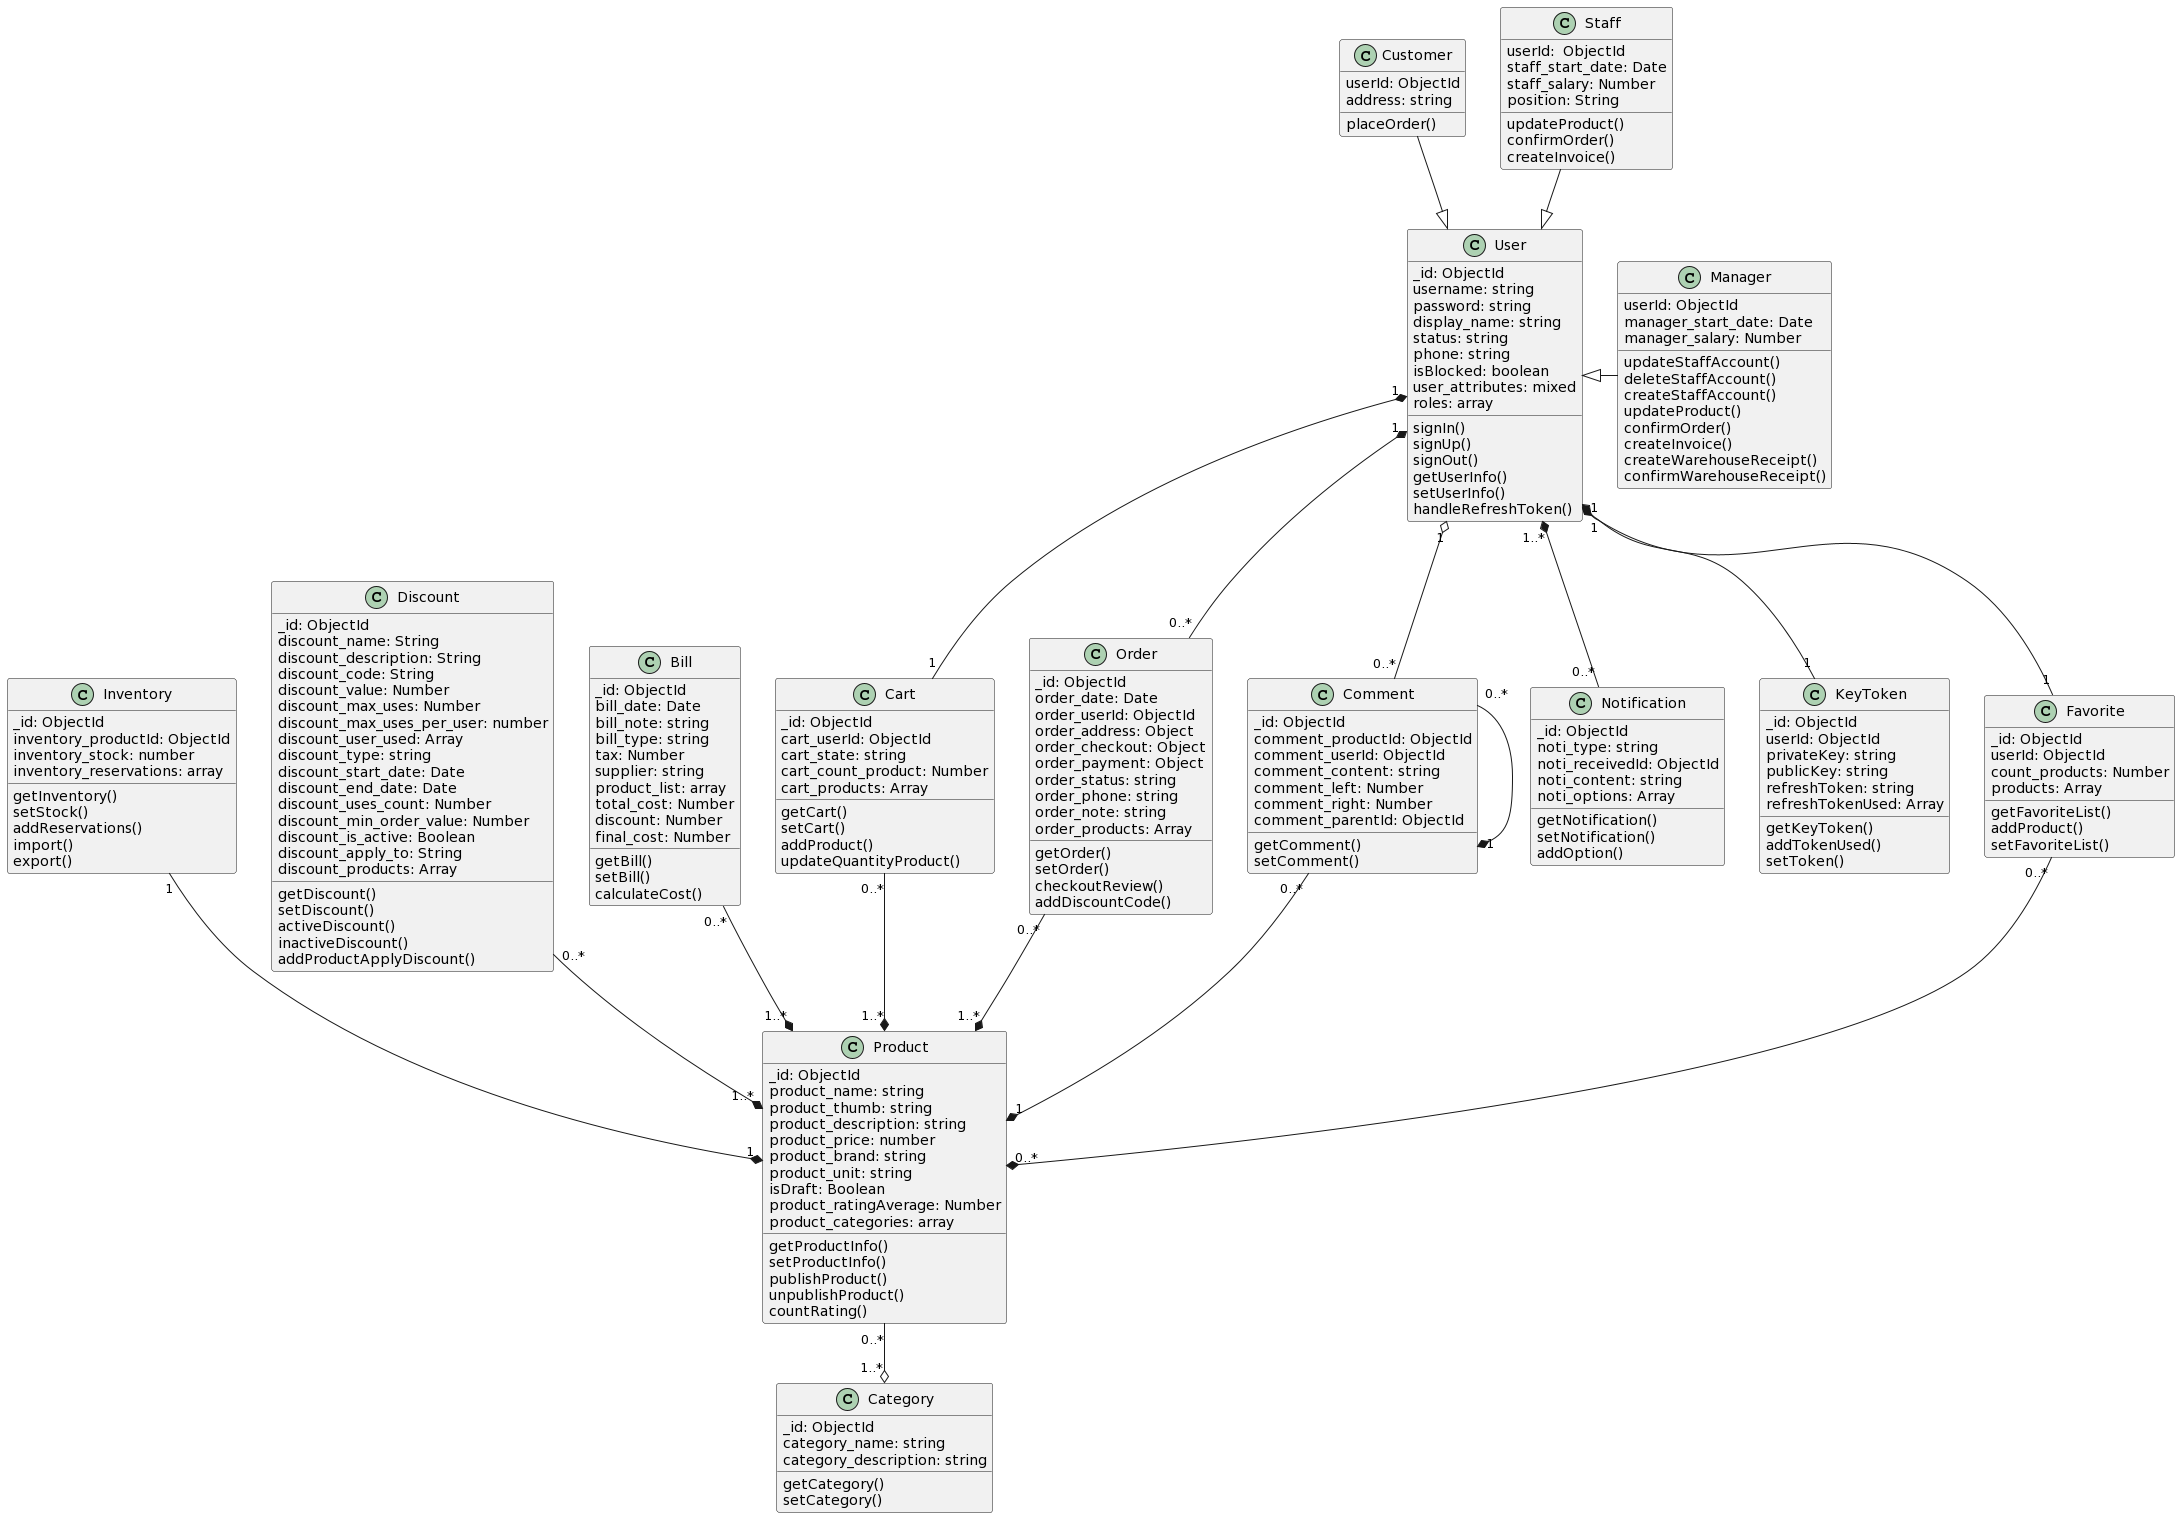 C Staff
userId:  ObjectId
staff_start_date: Date
staff_salary: Number
position: String
updateProduct()
confirmOrder()
createInvoice()
C Customer
userId: ObjectId
address: string
placeOrder()
C User
_id: ObjectId
username: string
password: string
display_name: string
status: string
phone: string
isBlocked: boolean
user_attributes: mixed
roles: array
signIn()
signUp()
signOut()
getUserInfo()
setUserInfo()
handleRefreshToken()
C Manager
userId: ObjectId
manager_start_date: Date
manager_salary: Number
updateStaffAccount()
deleteStaffAccount()
createStaffAccount()
updateProduct()
confirmOrder()
createInvoice()
createWarehouseReceipt()
confirmWarehouseReceipt()
1
1
1
1..*
1
1
C Inventory
_id: ObjectId
inventory_productId: ObjectId
inventory_stock: number
inventory_reservations: array
getInventory()
setStock()
addReservations()
import()
export()
1
C Discount
_id: ObjectId
discount_name: String
discount_description: String
discount_code: String
discount_value: Number
discount_max_uses: Number
discount_max_uses_per_user: number
discount_user_used: Array
discount_type: string
discount_start_date: Date
discount_end_date: Date
discount_uses_count: Number
discount_min_order_value: Number
discount_is_active: Boolean
discount_apply_to: String
discount_products: Array
getDiscount()
setDiscount()
activeDiscount()
inactiveDiscount()
addProductApplyDiscount()
0..*
C Bill
_id: ObjectId
bill_date: Date
bill_note: string
bill_type: string
tax: Number
supplier: string
product_list: array
total_cost: Number
discount: Number
final_cost: Number
getBill()
setBill()
calculateCost()
0..*
1
C Cart
_id: ObjectId
cart_userId: ObjectId
cart_state: string
cart_count_product: Number
cart_products: Array
getCart()
setCart()
addProduct()
updateQuantityProduct()
0..*
0..*
C Order
_id: ObjectId
order_date: Date
order_userId: ObjectId
order_address: Object
order_checkout: Object
order_payment: Object
order_status: string
order_phone: string
order_note: string
order_products: Array
getOrder()
setOrder()
checkoutReview()
addDiscountCode()
0..*
0..*
C Comment
_id: ObjectId
comment_productId: ObjectId
comment_userId: ObjectId
comment_content: string
comment_left: Number
comment_right: Number
comment_parentId: ObjectId
getComment()
setComment()
0..*
1
0..*
0..*
C Notification
_id: ObjectId
noti_type: string
noti_receivedId: ObjectId
noti_content: string
noti_options: Array
getNotification()
setNotification()
addOption()
1
C KeyToken
_id: ObjectId
userId: ObjectId
privateKey: string
publicKey: string
refreshToken: string
refreshTokenUsed: Array
getKeyToken()
addTokenUsed()
setToken()
1
C Favorite
_id: ObjectId
userId: ObjectId
count_products: Number
products: Array
getFavoriteList()
addProduct()
setFavoriteList()
0..*
1..*
1..*
1..*
1..*
1
1
0..*
C Product
_id: ObjectId
product_name: string
product_thumb: string
product_description: string
product_price: number
product_brand: string
product_unit: string
isDraft: Boolean
product_ratingAverage: Number
product_categories: array
getProductInfo()
setProductInfo()
publishProduct()
unpublishProduct()
countRating()
0..*
1..*
C Category
_id: ObjectId
category_name: string
category_description: string
getCategory()
setCategory()